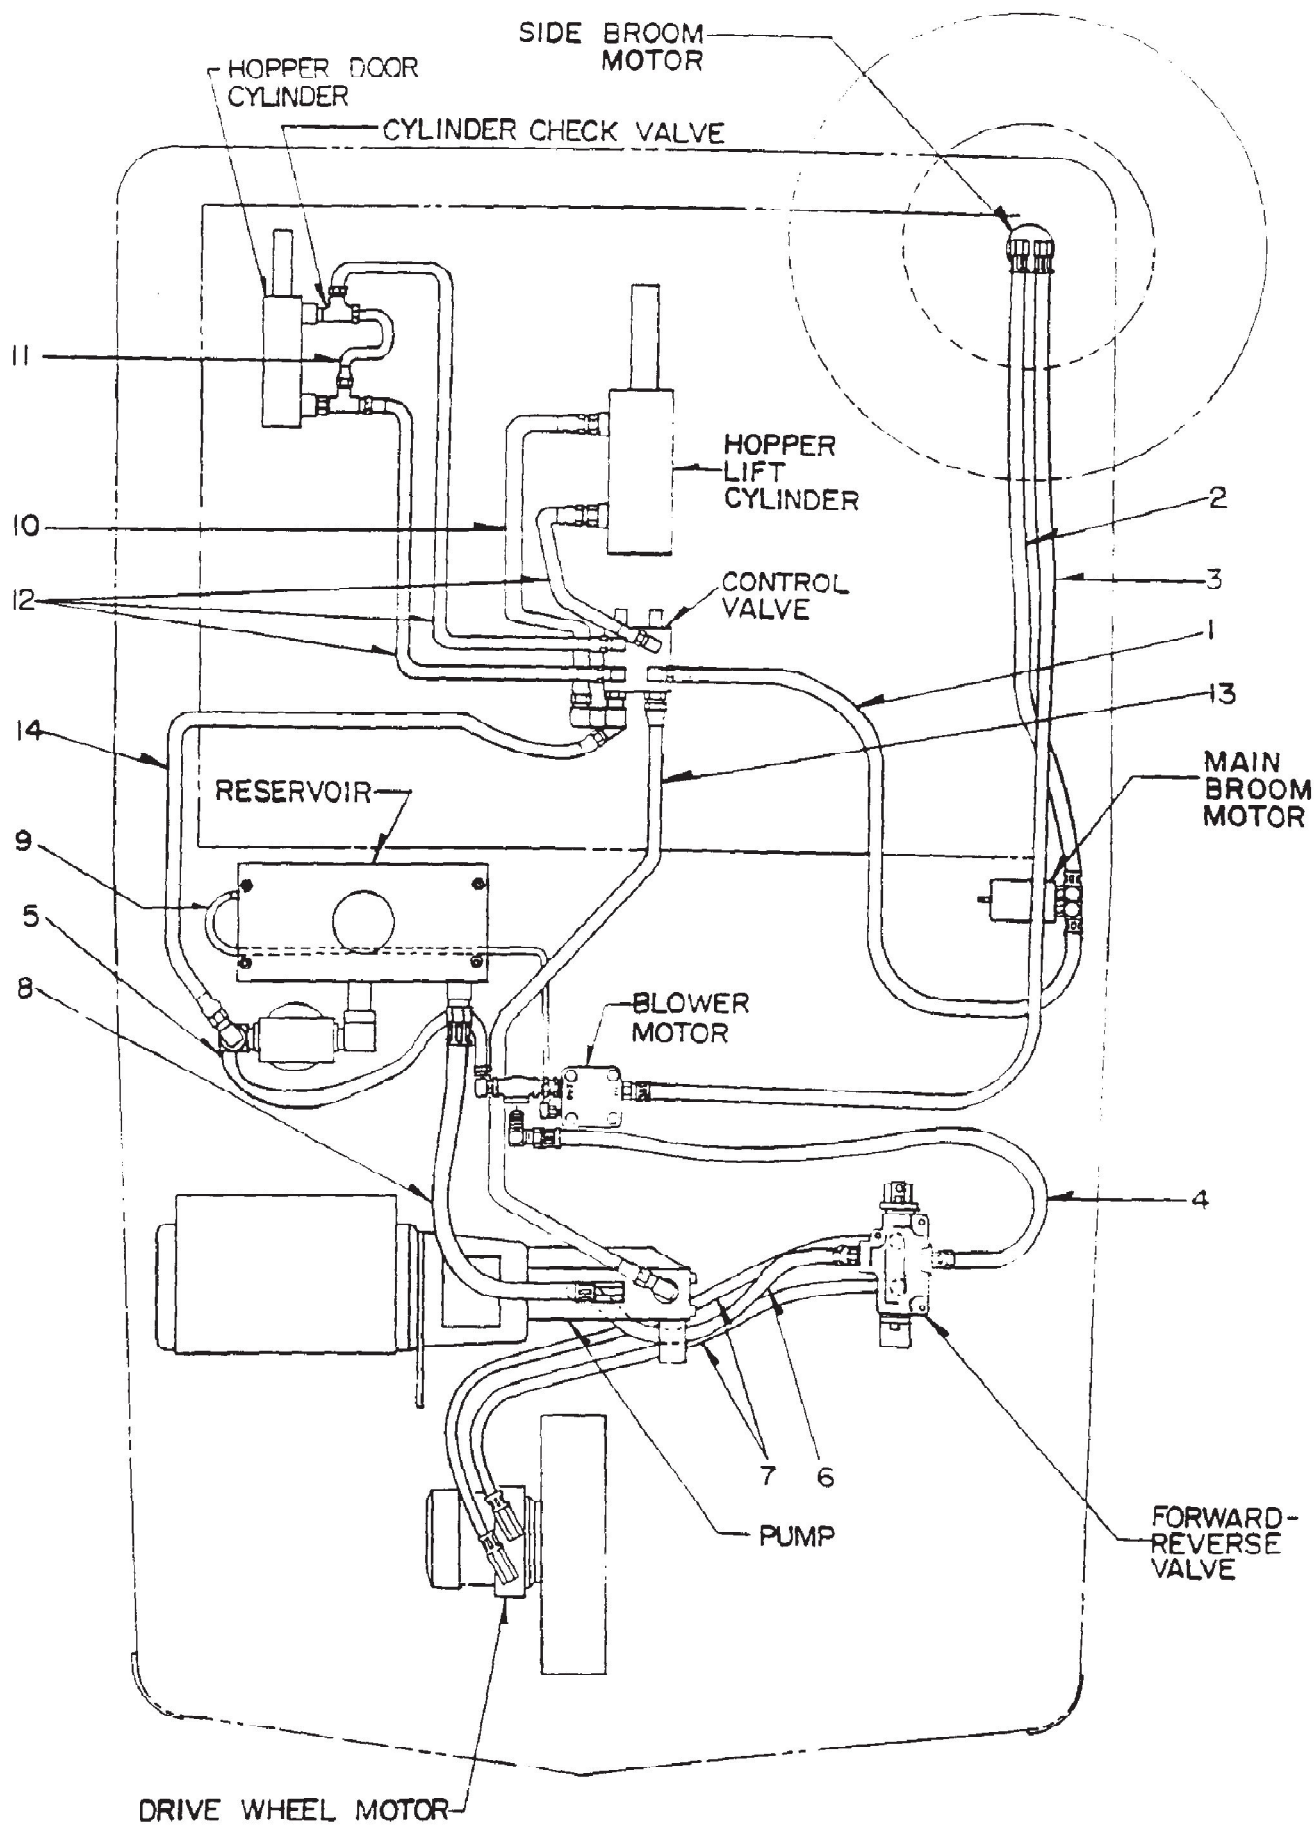 SIDE BROOM
MOTOR
HOPPER DOOR
CYLINDER
CYLINDER CHECK VALVE
11
HOPPER
LIFT
CYLINDER
2
10
3
12
CONTROL
VALVE
1
13
14
MAIN
BROOM
MOTOR
RESERVOIR
9
5
8
BLOWER
MOTOR
4
7
6
PUMP
FORWARD-
REVERSE
VALVE
DRIVE WHEEL MOTOR